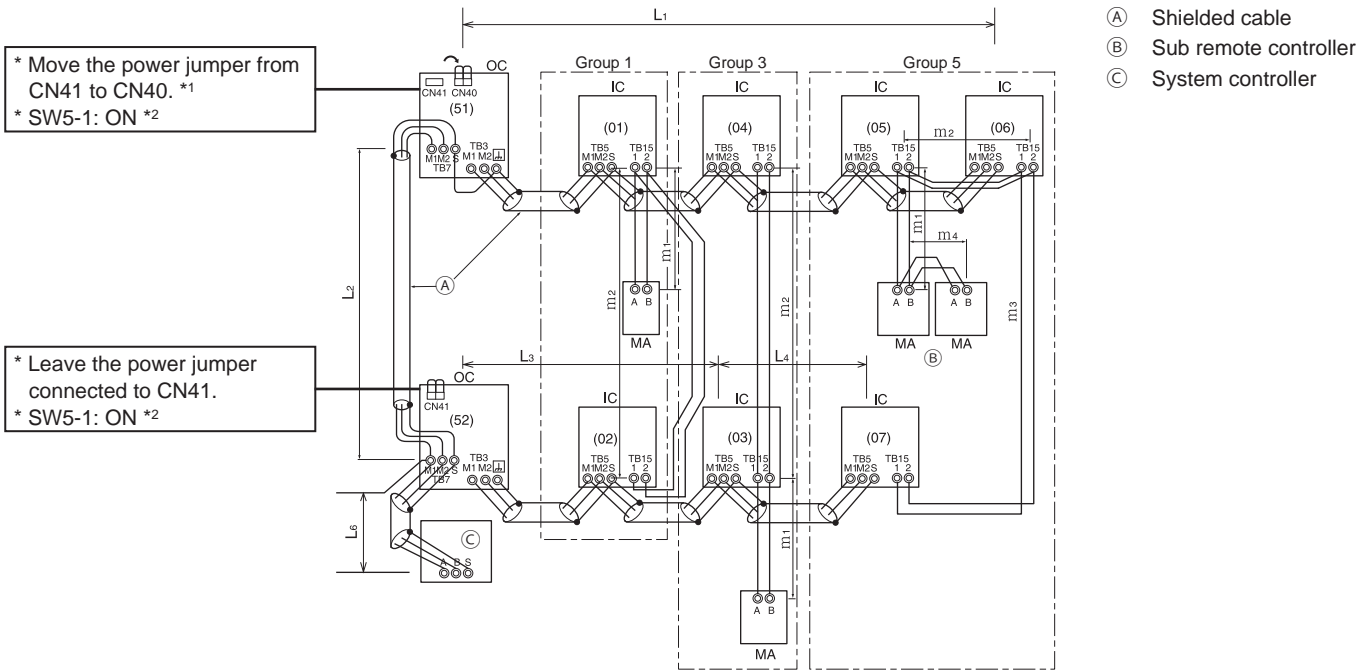 L1
Ⓐ Shielded cable
Ⓑ Sub remote controller
Ⓒ System controller
* Move the power jumper from
CN41 to CN40. *1
* SW5-1: ON *2
OC
CN41 CN40
(51)
TB3
M1 M2 S
M1 M2
TB7
Group 1
Group 3
Group 5
IC
(01)
TB5
M1M2S
TB15
1 2
IC
(04)
TB5
M1M2S
TB15
1 2
IC
(05)
TB5
M1M2S
TB15
1 2
m2
IC
(06)
TB5
M1M2S
TB15
1 2
L2
A
m2
m1
A B
MA
m2
m1
m4
A B
MA
A B
MA
B
m3
* Leave the power jumper
connected to CN41.
* SW5-1: ON *2
L3
L4
OC
CN41
(52)
TB3
M1M2 S
M1 M2
TB7
IC
(02)
TB5
M1M2S
TB15
1 2
IC
(03)
TB5
M1M2S
TB15
1 2
IC
(07)
TB5
M1M2S
TB15
1 2
L6
C
A B S
m1
A B
MA